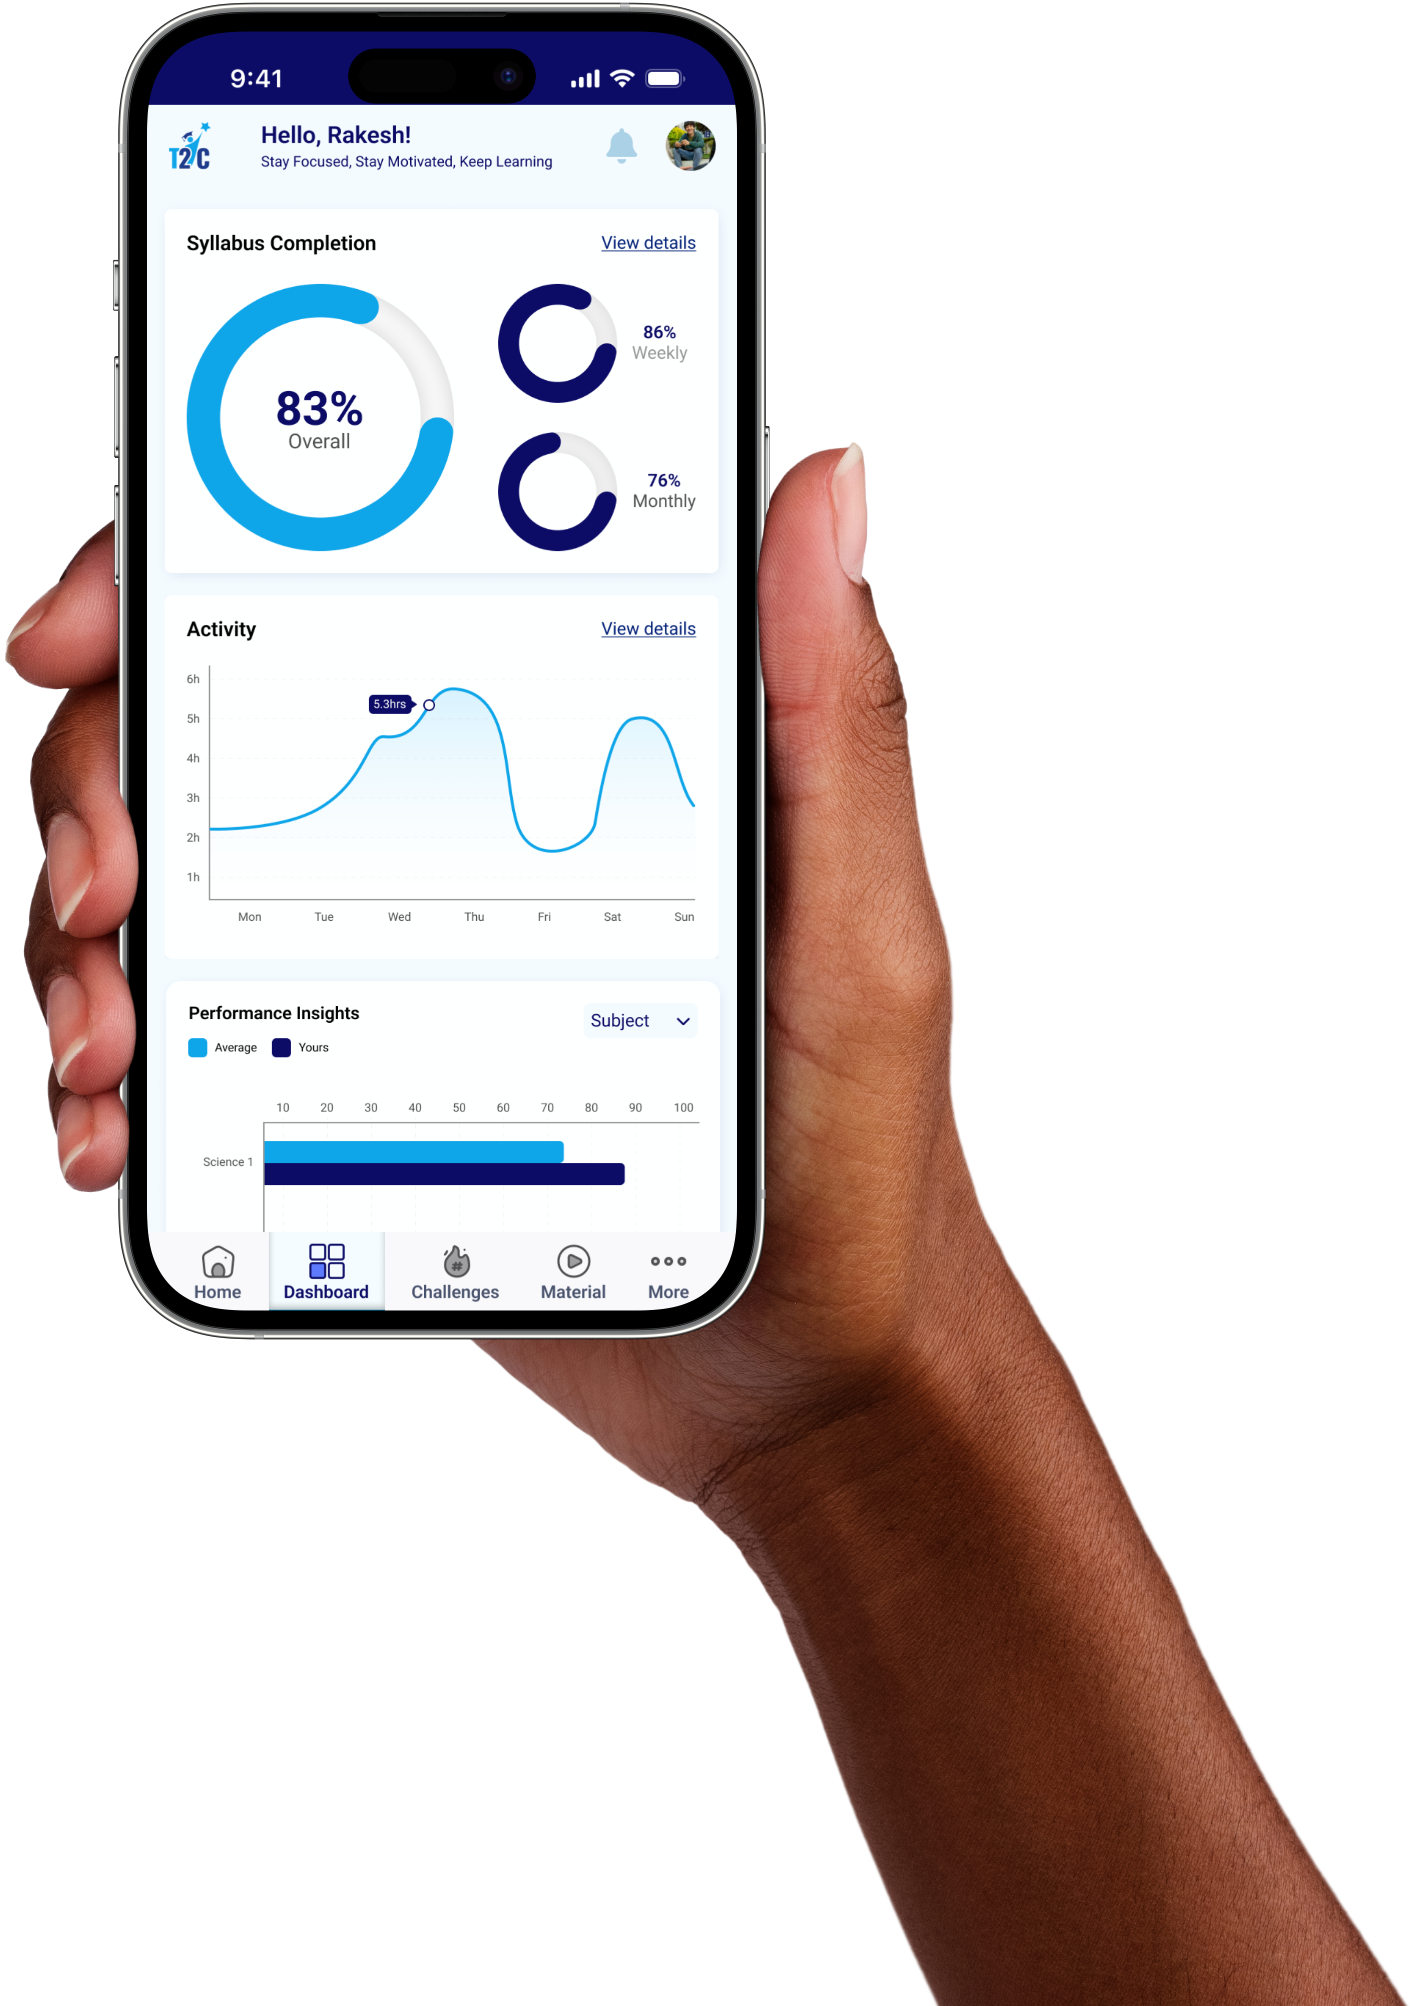 9:41
T2C
Hello, Rakesh!
Stay Focused, Stay Motivated, Keep Learning
Syllabus Completion
View details
83%
Overall
86%
Weekly
76%
Monthly
Activity
View details
6h
5.3hrs
5h
4h
3h
2h
1h
Mon Tue Wed Thu Fri Sat Sun
Performance Insights
Subject
Average Yours
10 20 30 40 50 60 70 80 90 100
Science 1
#
Home Dashboard Challenges Material More